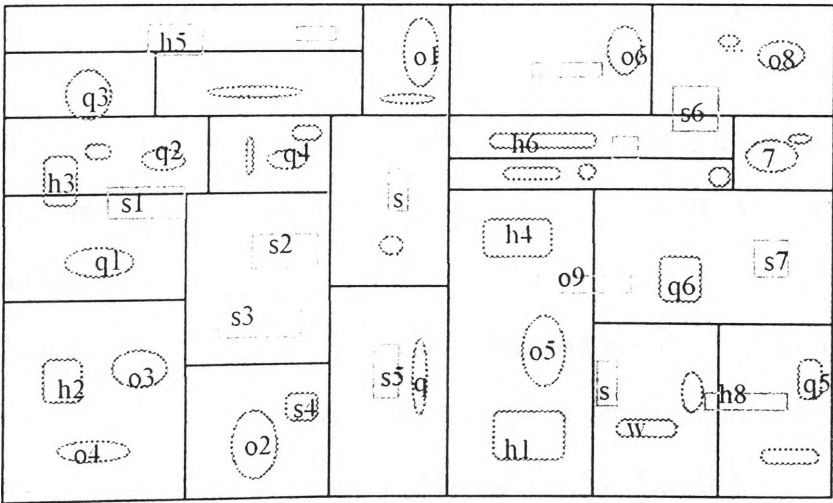 h5 o1 o6 o8
q3 s6
h6
q2 q4 7
h3 s1 s
s2 h4
q1 o9 q6 s7
s3
o5
h2 o3 s5 q s h8 q5
s4 w
o4 o2 h1